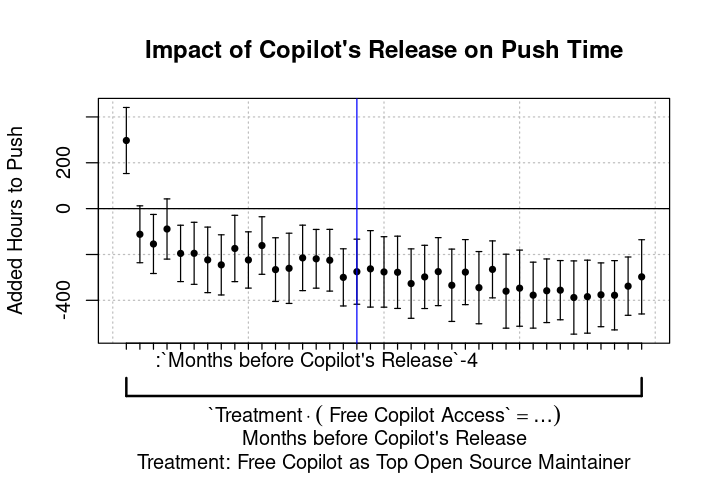 Impact of Copilot's Release on Push Time
Added Hours to Push
200
0
-400
:`Months before Copilot's Release`-4
`Treatment · ( Free Copilot Access` = ...)
Months before Copilot's Release
Treatment: Free Copilot as Top Open Source Maintainer